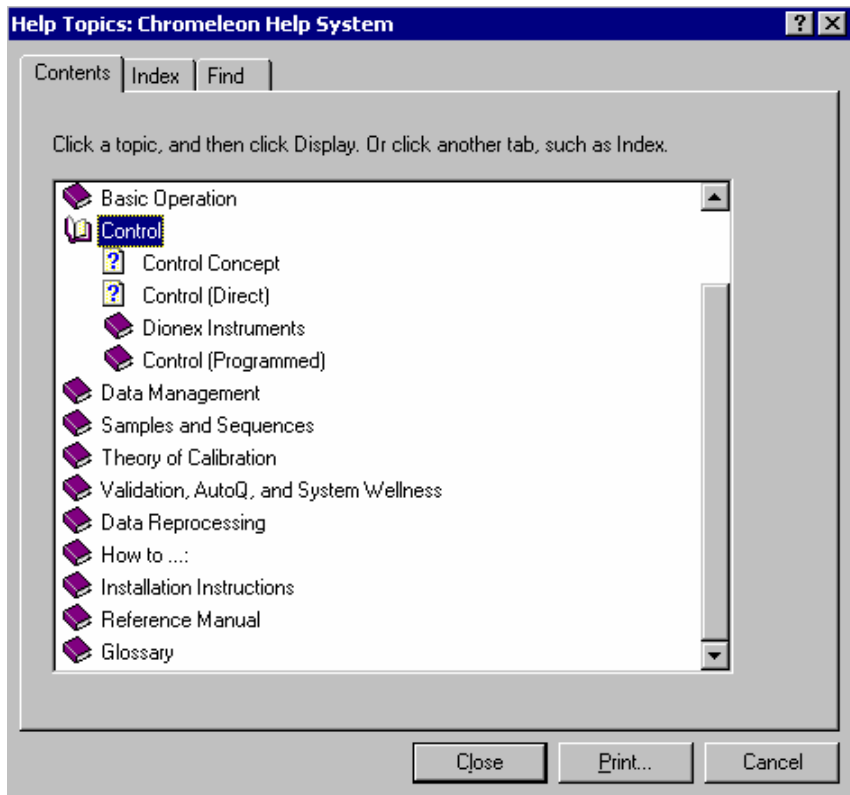 Help Topics: Chromeleon Help System
Contents Index Find
Click a topic, and then click Display. Or click another tab, such as Index.
Basic Operation
Control
Control Concept
Control (Direct)
Dionex Instruments
Control (Programmed)
Data Management
Samples and Sequences
Theory of Calibration
Validation, AutoQ, and System Wellness
Data Reprocessing
How to ...:
Installation Instructions
Reference Manual
Glossary
Close Print... Cancel